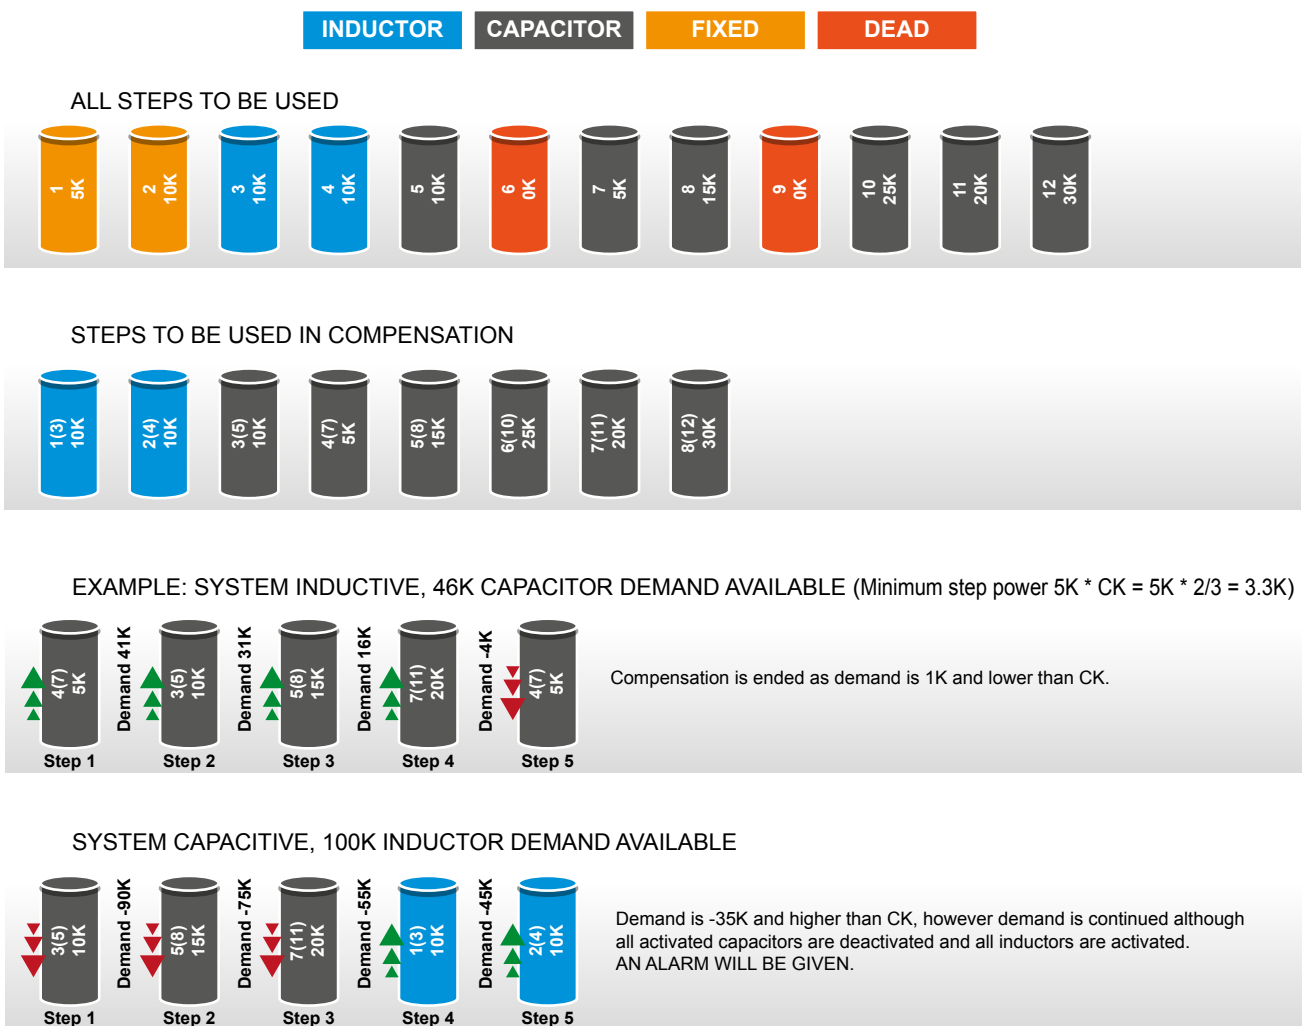 INDUCTOR CAPACITOR FIXED DEAD
ALL STEPS TO BE USED
1
5K
2
10K
3
10K
4
10K
5
10K
6
0K
7
5K
8
15K
9
0K
10
25K
11
20K
12
30K
STEPS TO BE USED IN COMPENSATION
1(3)
10K
2(4)
10K
3(5)
10K
4(7)
5K
5(8)
15K
6(10)
25K
7(11)
20K
8(12)
30K
EXAMPLE: SYSTEM INDUCTIVE, 46K CAPACITOR DEMAND AVAILABLE (Minimum step power 5K * CK = 5K * 2/3 = 3.3K)
4(7)
5K
Demand 41K
3(5)
10K
Demand 31K
5(8)
15K
Demand 16K
7(11)
20K
Demand -4K
4(7)
5K
Compensation is ended as demand is 1K and lower than CK.
Step 1 Step 2 Step 3 Step 4 Step 5
SYSTEM CAPACITIVE, 100K INDUCTOR DEMAND AVAILABLE
3(5)
10K
Demand -90K
5(8)
15K
Demand -75K
7(11)
20K
Demand -55K
1(3)
10K
Demand -45K
2(4)
10K
Demand is -35K and higher than CK, however demand is continued although
all activated capacitors are deactivated and all inductors are activated.
AN ALARM WILL BE GIVEN.
Step 1 Step 2 Step 3 Step 4 Step 5